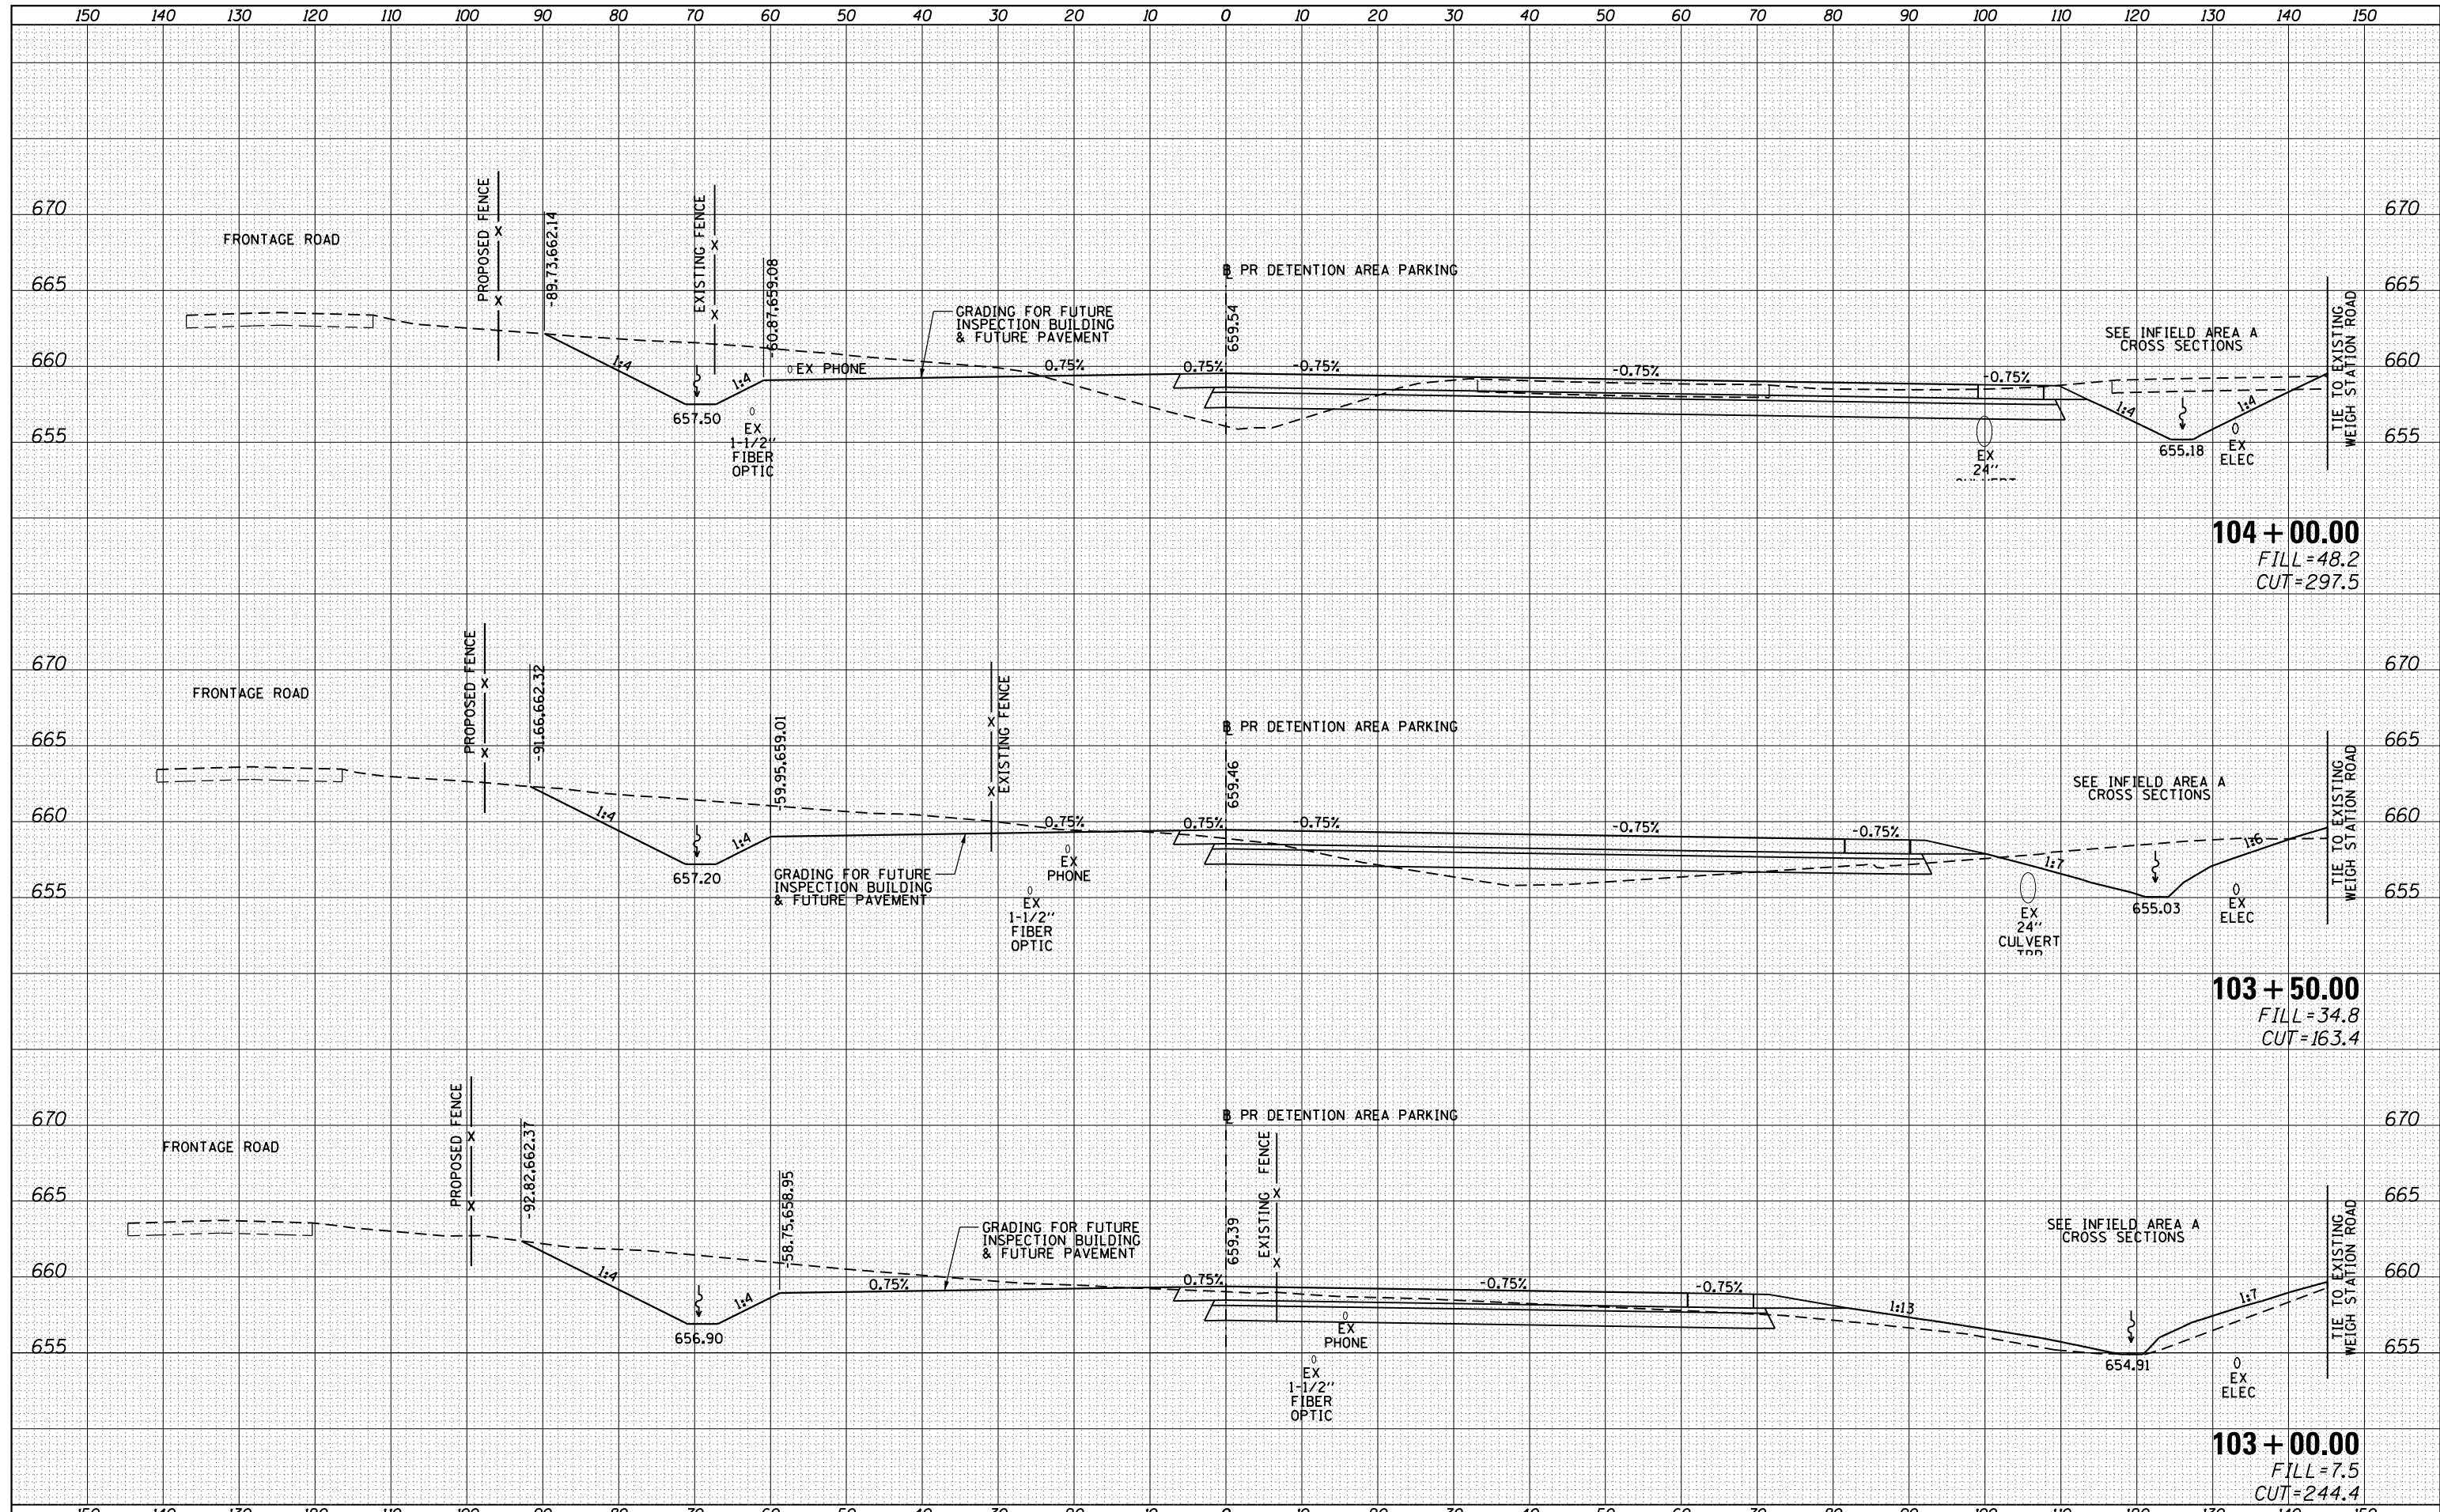 150 140 130 120 110 100 90 80 70 60 50 40 30 20 10 0 10 20 30 40 50 60 70 80 90 100 110 120 130 140 150
670 670
665 665
660 660
655 655
FRONTAGE ROAD
PROPOSED FENCE
-89.73,662.14
EXISTING FENCE
-60.87,659.08
GRADING FOR FUTURE
INSPECTION BUILDING
& FUTURE PAVEMENT
PR DETENTION AREA PARKING
659.54
SEE INFIELD AREA A
CROSS SECTIONS
TIE TO EXISTING
WEIGH STATION ROAD
1:4
1:4
657.50
EX PHONE
0.75%
0.75%
-0.75%
-0.75%
-0.75%
1:4
1:4
655.18
EX
1-1/2"
FIBER
OPTIC
EX
24"
EX
ELEC
104+00.00
FILL=48.2
CUT=297.5
670 670
665 665
660 660
655 655
FRONTAGE ROAD
PROPOSED FENCE
-91.66,662.32
-59.95,659.01
EXISTING FENCE
PR DETENTION AREA PARKING
659.46
SEE INFIELD AREA A
CROSS SECTIONS
TIE TO EXISTING
WEIGH STATION ROAD
1:4
1:4
657.20
0.75%
0.75%
-0.75%
-0.75%
-0.75%
1:7
1:6
655.03
GRADING FOR FUTURE
INSPECTION BUILDING
& FUTURE PAVEMENT
EX
PHONE
EX
1-1/2"
FIBER
OPTIC
EX
24"
CULVERT
EX
ELEC
103+50.00
FILL=34.8
CUT=163.4
670 670
665 665
660 660
655 655
FRONTAGE ROAD
PROPOSED FENCE
-92.82,662.37
-58.75,658.95
GRADING FOR FUTURE
INSPECTION BUILDING
& FUTURE PAVEMENT
PR DETENTION AREA PARKING
659.39
EXISTING FENCE
SEE INFIELD AREA A
CROSS SECTIONS
TIE TO EXISTING
WEIGH STATION ROAD
1:4
1:4
656.90
0.75%
0.75%
-0.75%
-0.75%
1:13
1:7
654.91
EX
PHONE
EX
1-1/2"
FIBER
OPTIC
EX
ELEC
103+00.00
FILL=7.5
CUT=244.4